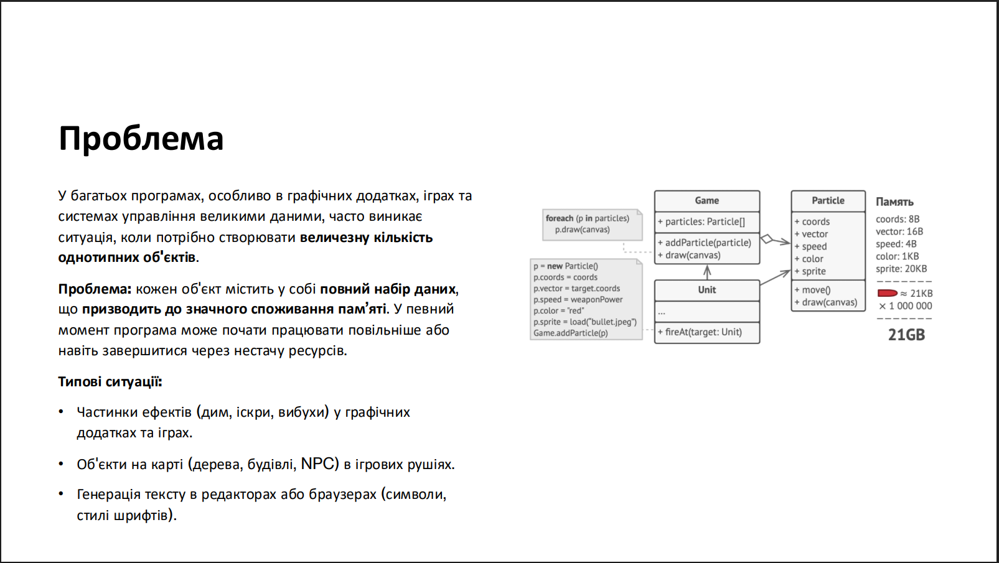 Проблема
У багатьох програмах, особливо в графічних додатках, іграх та
системах управління великими даними, часто виникає
ситуація, коли потрібно створювати величезну кількість
однотипних об'єктів.
Проблема: кожен об'єкт містить у собі повний набір даних,
що призводить до значного споживання пам’яті. У певний
момент програма може почати працювати повільніше або
навіть завершитися через нестачу ресурсів.
Типові ситуації:
• Частинки ефектів (дим, іскри, вибухи) у графічних
додатках та іграх.
• Об'єкти на карті (дерева, будівлі, NPC) в ігрових рушіях.
• Генерація тексту в редакторах або браузерах (символи,
стилі шрифтів).
foreach (p in particles)
p.draw(canvas)
p = new Particle()
p.coords = coords
p.vector = target.coords
p.speed = weaponPower
p.color = "red"
p.sprite = load("bullet.jpeg")
Game.addParticle(p)
Game
+ particles: Particle[]
+ addParticle(particle)
+ draw(canvas)
Unit
...
+ fireAt(target: Unit)
Particle
+ coords
+ vector
+ speed
+ color
+ sprite
+ move()
+ draw(canvas)
Память
coords: 8B
vector: 16B
speed: 4B
color: 1KB
sprite: 20KB
≈ 21KB
× 1 000 000
21GB